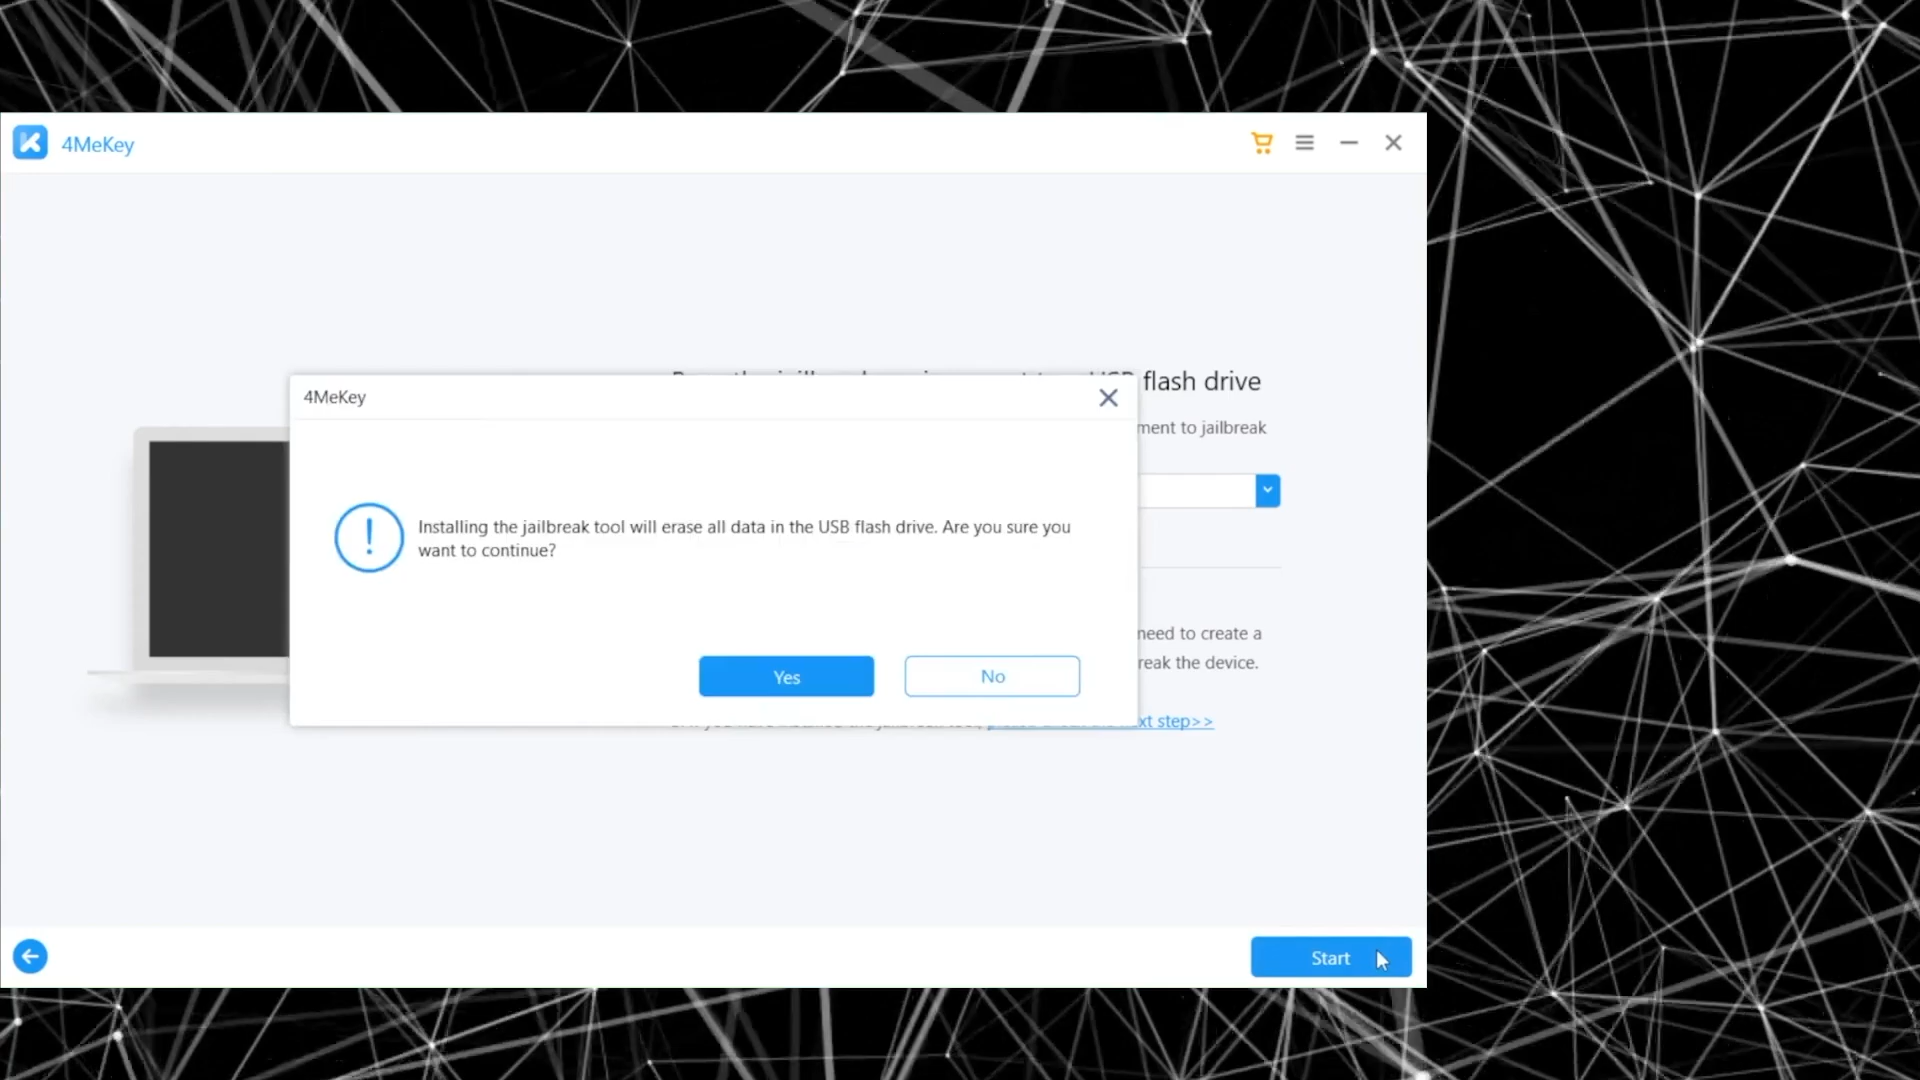 4MeKey
flash drive
4MeKey
ment to jailbreak
Installing the jailbreak tool will erase all data in the USB flash drive. Are you sure you
want to continue?
need to create a
reak the device.
Yes
No
xt step>>
Start